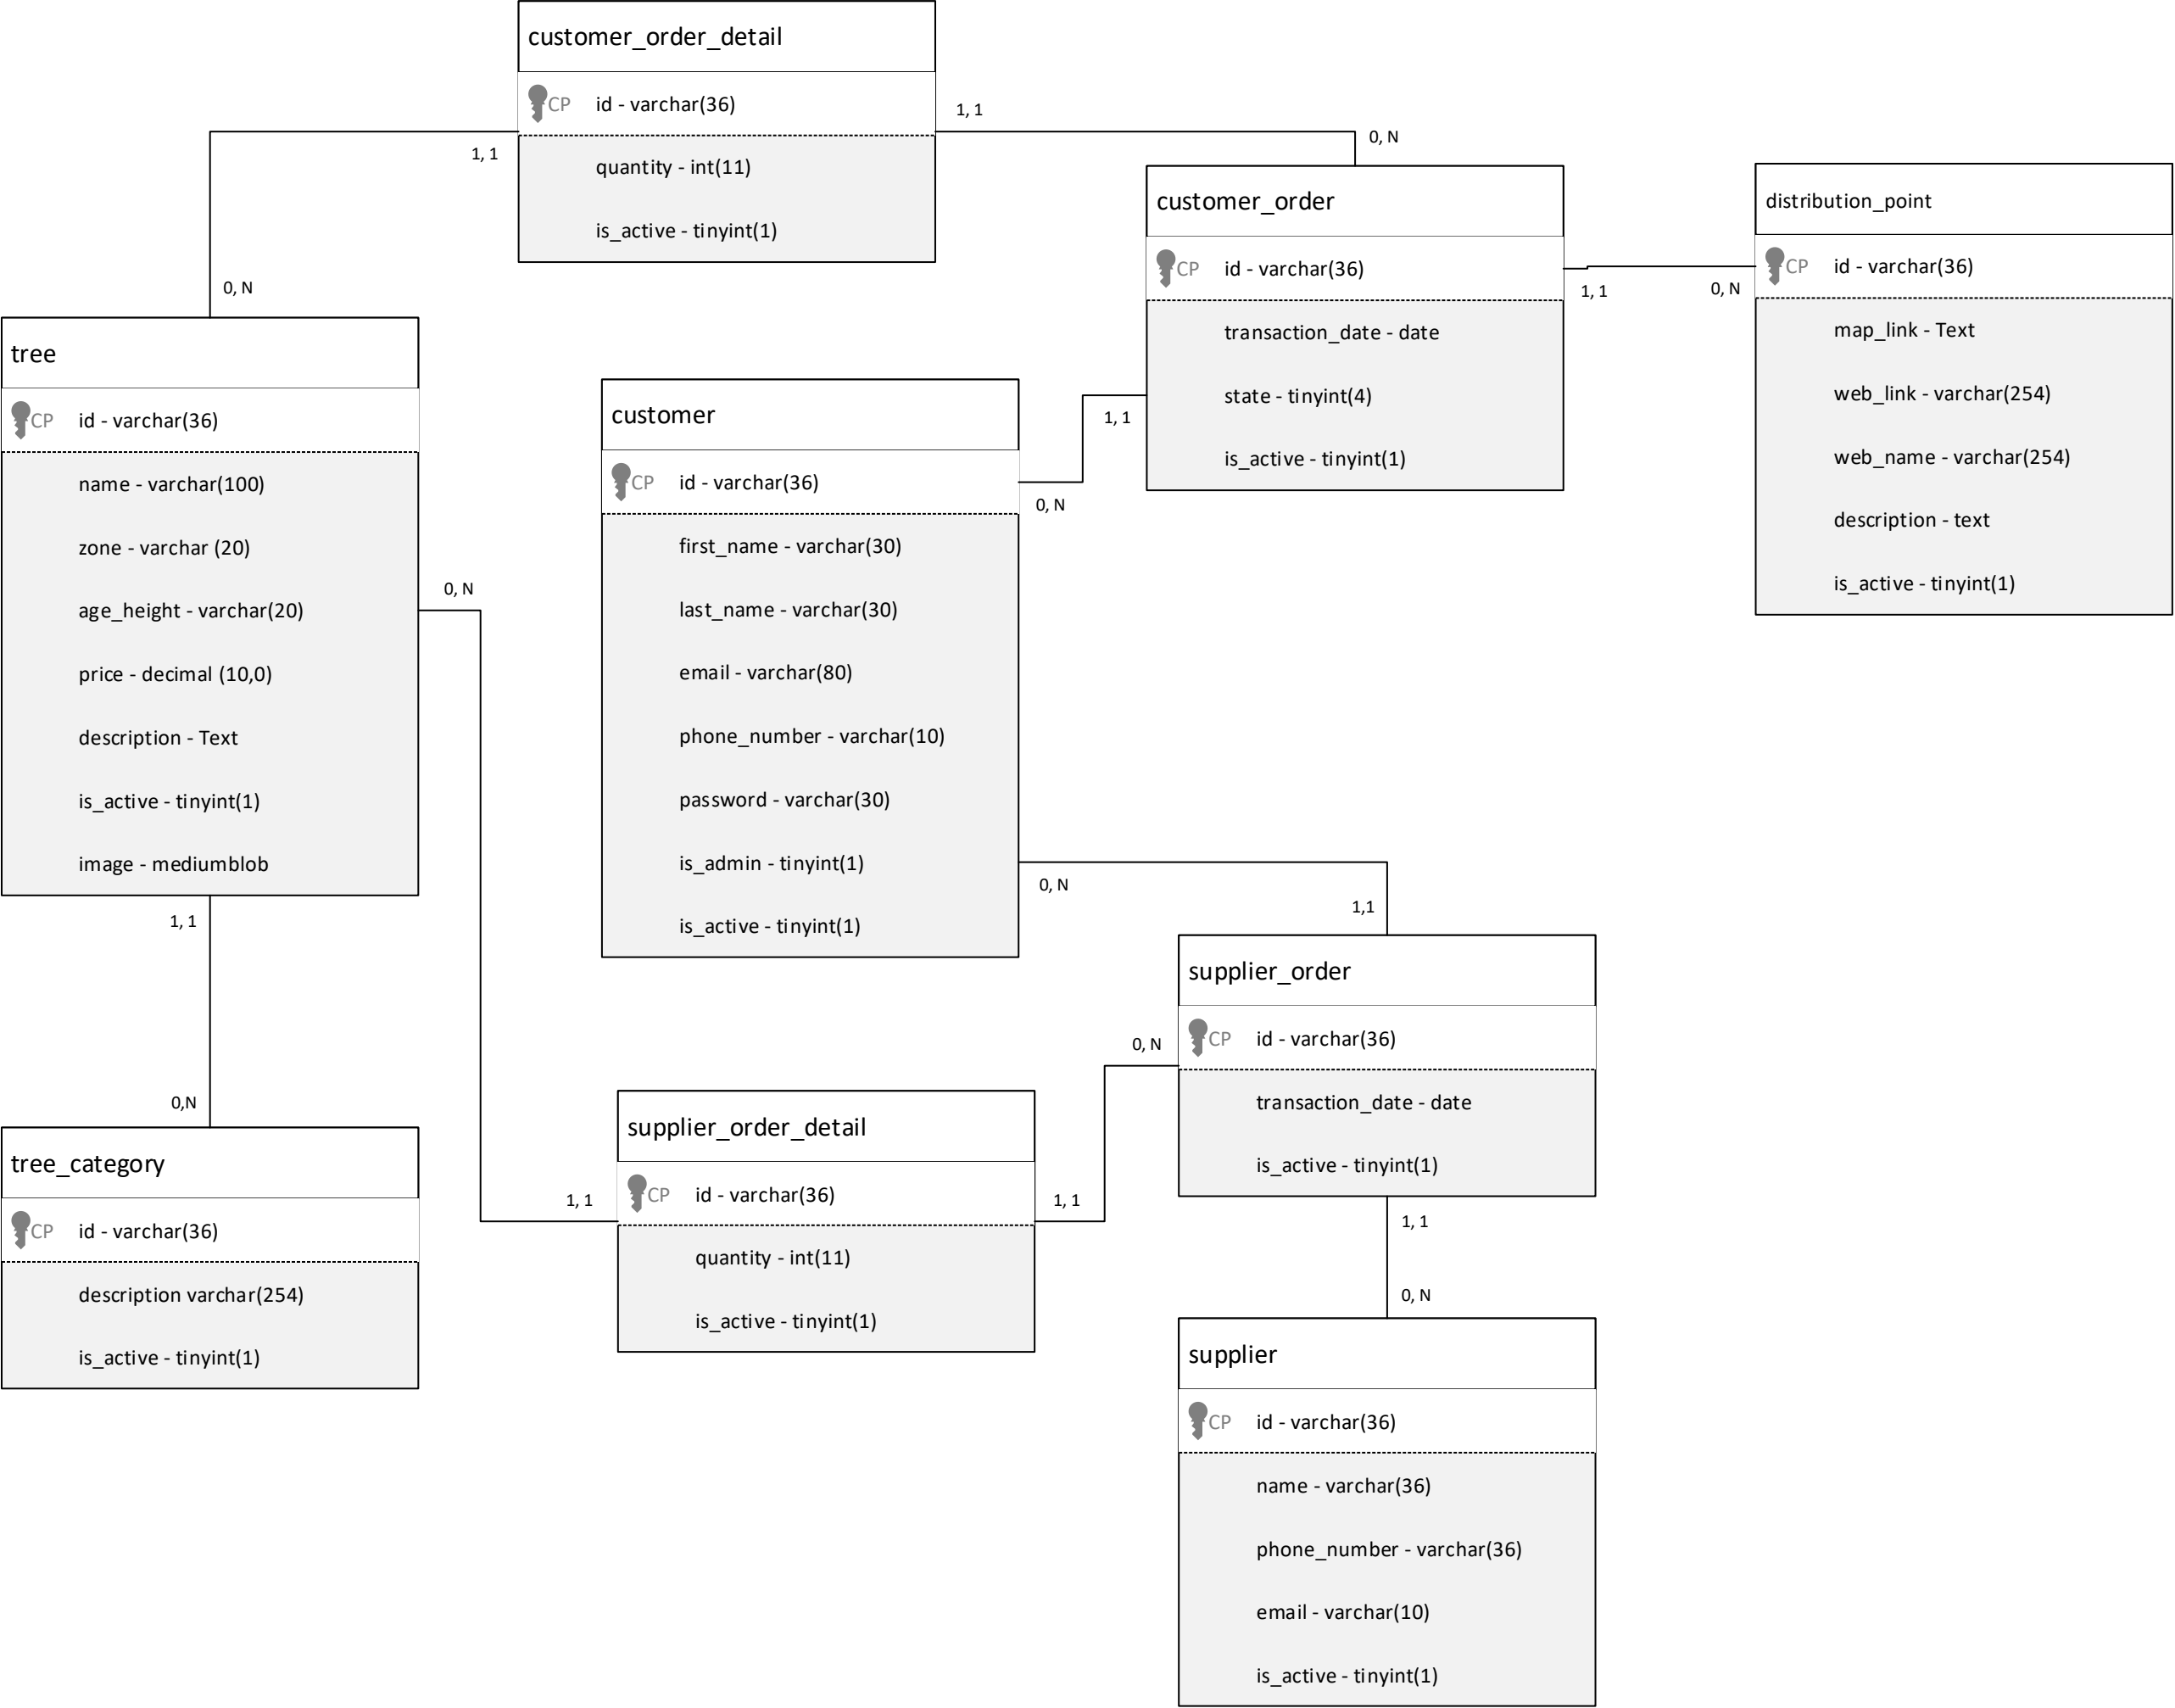 customer_order_detail
CP id - varchar(36)
quantity - int(11)
is_active - tinyint(1)
1, 1
1, 1
0, N
0, N
customer_order
CP id - varchar(36)
transaction_date - date
state - tinyint(4)
is_active - tinyint(1)
1, 1
0, N
distribution_point
CP id - varchar(36)
map_link - Text
web_link - varchar(254)
web_name - varchar(254)
description - text
is_active - tinyint(1)
tree
CP id - varchar(36)
name - varchar(100)
zone - varchar (20)
age_height - varchar(20)
price - decimal (10,0)
description - Text
is_active - tinyint(1)
image - mediumblob
0, N
1, 1
0,N
customer
CP id - varchar(36)
first_name - varchar(30)
last_name - varchar(30)
email - varchar(80)
phone_number - varchar(10)
password - varchar(30)
is_admin - tinyint(1)
is_active - tinyint(1)
1, 1
0, N
0, N
1,1
supplier_order
CP id - varchar(36)
transaction_date - date
is_active - tinyint(1)
0, N
1, 1
1, 1
supplier_order_detail
CP id - varchar(36)
quantity - int(11)
is_active - tinyint(1)
tree_category
CP id - varchar(36)
description varchar(254)
is_active - tinyint(1)
1, 1
0, N
supplier
CP id - varchar(36)
name - varchar(36)
phone_number - varchar(36)
email - varchar(10)
is_active - tinyint(1)